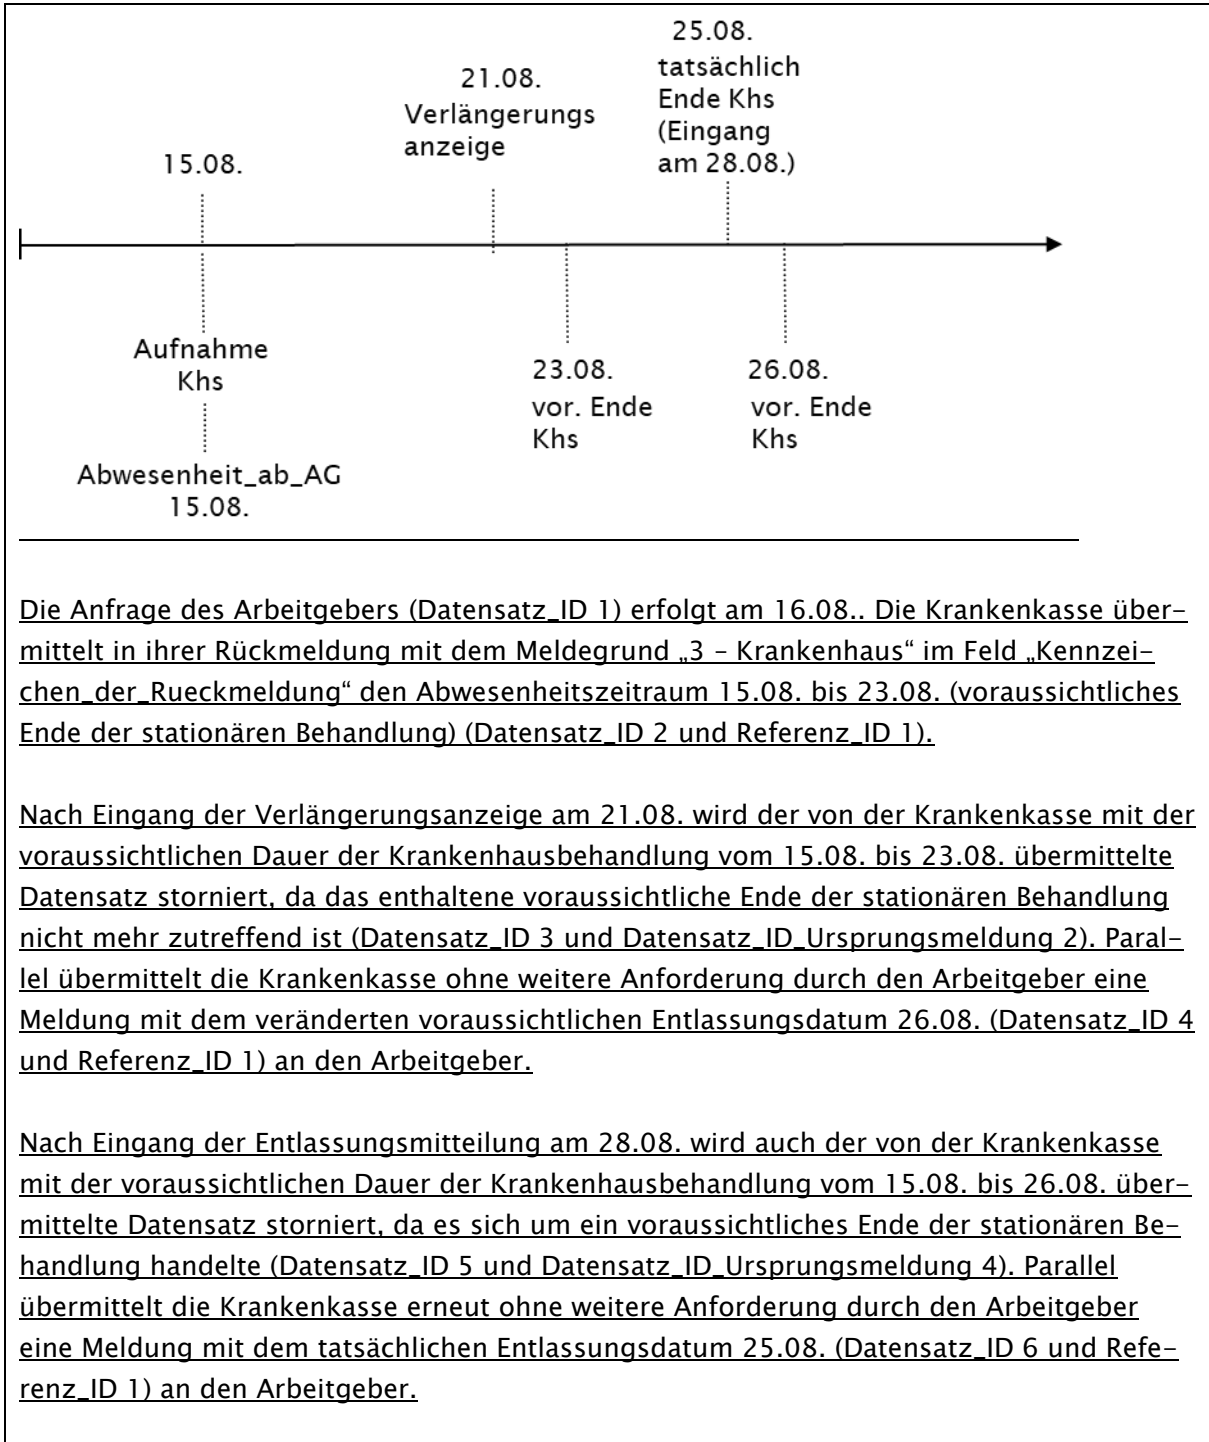 25.08.
tatsächlich
Ende Khs
(Eingang
am 28.08.)
21.08.
Verlängerungs
anzeige
15.08.
Aufnahme
Khs
Abwesenheit_ab_AG
15.08.
23.08.
vor. Ende
Khs
26.08.
vor. Ende
Khs
Die Anfrage des Arbeitgebers (Datensatz_ID 1) erfolgt am 16.08.. Die Krankenkasse über-
mittelt in ihrer Rückmeldung mit dem Meldegrund „3 – Krankenhaus“ im Feld „Kennzei-
chen_der_Rueckmeldung“ den Abwesenheitszeitraum 15.08. bis 23.08. (voraussichtliches
Ende der stationären Behandlung) (Datensatz_ID 2 und Referenz_ID 1).
Nach Eingang der Verlängerungsanzeige am 21.08. wird der von der Krankenkasse mit der
voraussichtlichen Dauer der Krankenhausbehandlung vom 15.08. bis 23.08. übermittelte
Datensatz storniert, da das enthaltene voraussichtliche Ende der stationären Behandlung
nicht mehr zutreffend ist (Datensatz_ID 3 und Datensatz_ID_Ursprungsmeldung 2). Paral-
lel übermittelt die Krankenkasse ohne weitere Anforderung durch den Arbeitgeber eine
Meldung mit dem veränderten voraussichtlichen Entlassungsdatum 26.08. (Datensatz_ID 4
und Referenz_ID 1) an den Arbeitgeber.
Nach Eingang der Entlassungsmitteilung am 28.08. wird auch der von der Krankenkasse
mit der voraussichtlichen Dauer der Krankenhausbehandlung vom 15.08. bis 26.08. über-
mittelte Datensatz storniert, da es sich um ein voraussichtliches Ende der stationären Be-
handlung handelte (Datensatz_ID 5 und Datensatz_ID_Ursprungsmeldung 4). Parallel
übermittelt die Krankenkasse erneut ohne weitere Anforderung durch den Arbeitgeber
eine Meldung mit dem tatsächlichen Entlassungsdatum 25.08. (Datensatz_ID 6 und Refe-
renz_ID 1) an den Arbeitgeber.